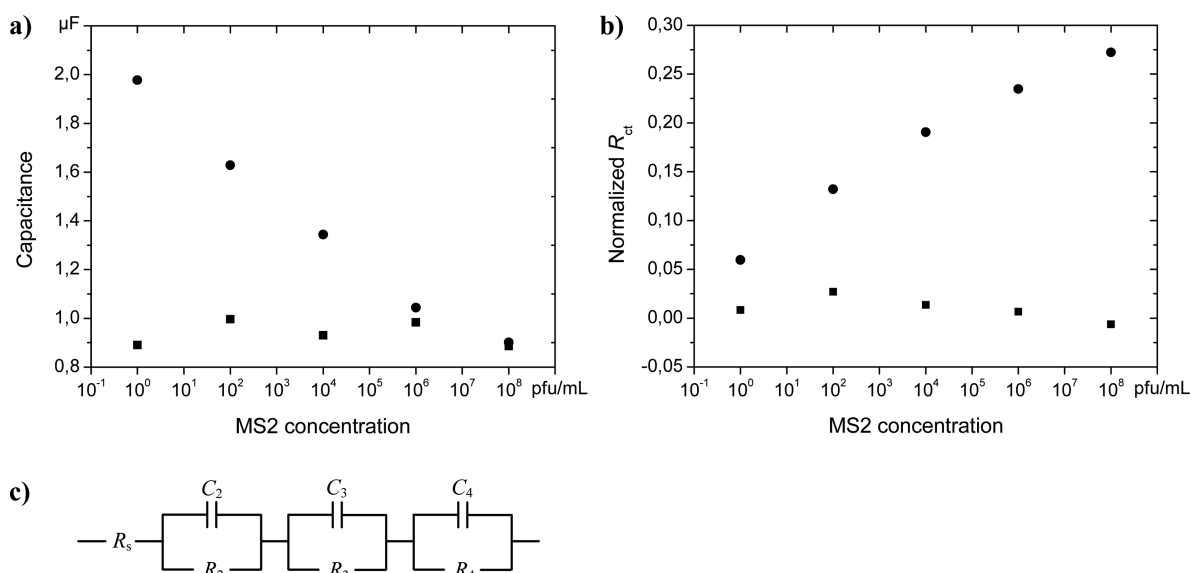 a)
µF
2,0
1,8
1,6
1,4
1,2
1,0
0,8
Capacitance
10⁻¹ 10⁰ 10¹ 10² 10³ 10⁴ 10⁵ 10⁶ 10⁷ 10⁸ pfu/mL
MS2 concentration
b)
0,30
0,25
0,20
0,15
0,10
0,05
0,00
-0,05
Normalized Rct
10⁻¹ 10⁰ 10¹ 10² 10³ 10⁴ 10⁵ 10⁶ 10⁷ 10⁸ pfu/mL
MS2 concentration
c)
C₂ C₃ C₄
Rₛ
R₂ R₃ R₄